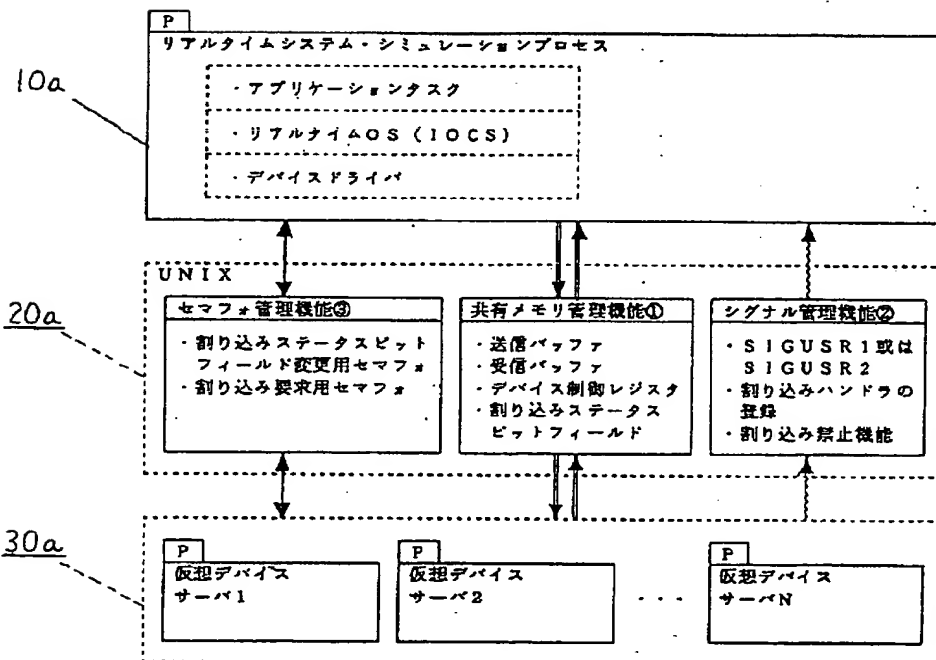 P
リアルタイムシステム・シミュレーションプロセス
10a
・アプリケーションタスク
・リアルタイムOS（IOCS）
・デバイスドライバ
UNIX
20a
セマフォ管理機能③
・割り込みステータスビット
フィールド変更用セマフォ
・割り込み要求用セマフォ
共有メモリ管理機能①
・送信バッファ
・受信バッファ
・デバイス制御レジスタ
・割り込みステータス
ビットフィールド
シグナル管理機能②
・SIGUSR1或は
SIGUSR2
・割り込みハンドラの
登録
・割り込み禁止機能
30a
P
仮想デバイス
サーバ1
P
仮想デバイス
サーバ2
・・・
P
仮想デバイス
サーバN